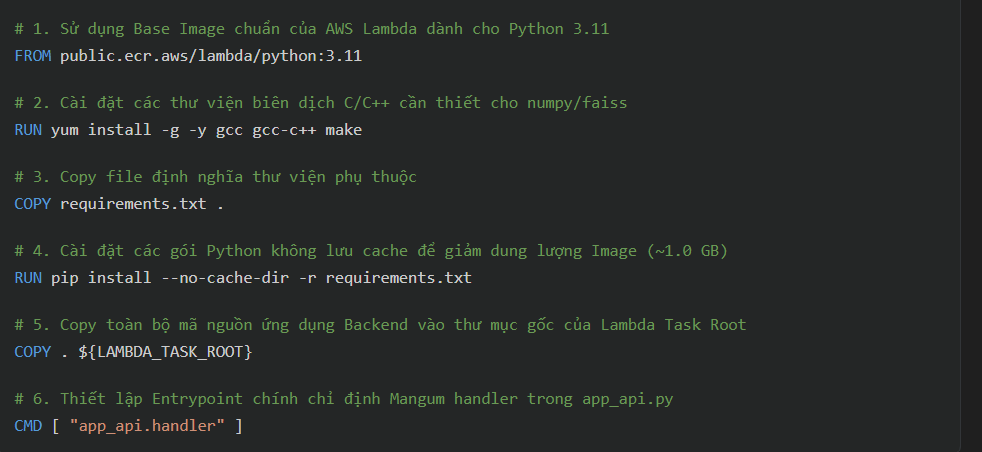 # 1. Sử dụng Base Image chuẩn của AWS Lambda dành cho Python 3.11
FROM public.ecr.aws/lambda/python:3.11
# 2. Cài đặt các thư viện biên dịch C/C++ cần thiết cho numpy/faiss
RUN yum install -g -y gcc gcc-c++ make
# 3. Copy file định nghĩa thư viện phụ thuộc
COPY requirements.txt .
# 4. Cài đặt các gói Python không lưu cache để giảm dung lượng Image (~1.0 GB)
RUN pip install --no-cache-dir -r requirements.txt
# 5. Copy toàn bộ mã nguồn ứng dụng Backend vào thư mục gốc của Lambda Task Root
COPY . ${LAMBDA_TASK_ROOT}
# 6. Thiết lập Entrypoint chính chỉ định Mangum handler trong app_api.py
CMD [ "app_api.handler" ]